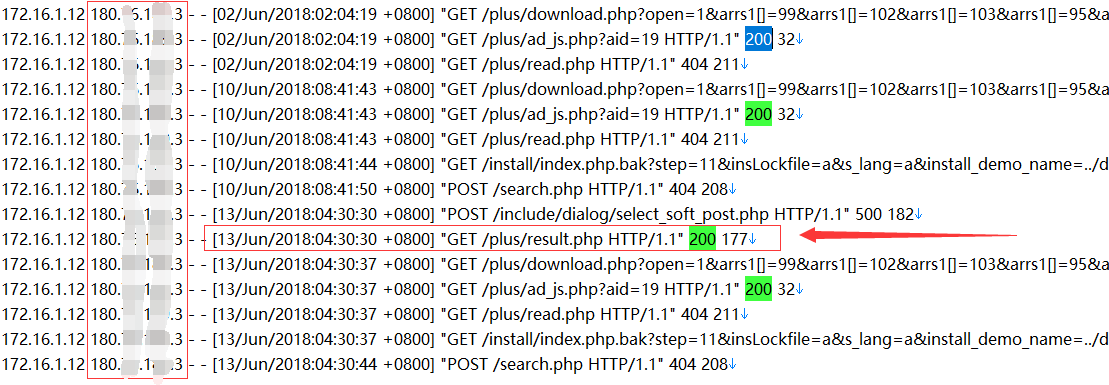 172.16.1.12 180. .3 - - [02/Jun/2018:02:04:19 +0800] "GET /plus/download.php?open=1&arrs1[]=99&arrs1[]=102&arrs1[]=103&arrs1[]=95&a
172.16.1.12 180. .3 - - [02/Jun/2018:02:04:19 +0800] "GET /plus/ad_js.php?aid=19 HTTP/1.1" 200 32↓
172.16.1.12 180. .3 - - [02/Jun/2018:02:04:19 +0800] "GET /plus/read.php HTTP/1.1" 404 211↓
172.16.1.12 180. .3 - - [10/Jun/2018:08:41:43 +0800] "GET /plus/download.php?open=1&arrs1[]=99&arrs1[]=102&arrs1[]=103&arrs1[]=95&a
172.16.1.12 180. .3 - - [10/Jun/2018:08:41:43 +0800] "GET /plus/ad_js.php?aid=19 HTTP/1.1" 200 32↓
172.16.1.12 180. .3 - - [10/Jun/2018:08:41:43 +0800] "GET /plus/read.php HTTP/1.1" 404 211↓
172.16.1.12 180. .3 - - [10/Jun/2018:08:41:44 +0800] "GET /install/index.php.bak?step=11&insLockfile=a&s_lang=a&install_demo_name=../d
172.16.1.12 180. .3 - - [10/Jun/2018:08:41:50 +0800] "POST /search.php HTTP/1.1" 404 208↓
172.16.1.12 180. .3 - - [13/Jun/2018:04:30:30 +0800] "POST /include/dialog/select_soft_post.php HTTP/1.1" 500 182↓
172.16.1.12 180. .3 - - [13/Jun/2018:04:30:30 +0800] "GET /plus/result.php HTTP/1.1" 200 177↓
172.16.1.12 180. .3 - - [13/Jun/2018:04:30:37 +0800] "GET /plus/download.php?open=1&arrs1[]=99&arrs1[]=102&arrs1[]=103&arrs1[]=95&a
172.16.1.12 180. .3 - - [13/Jun/2018:04:30:37 +0800] "GET /plus/ad_js.php?aid=19 HTTP/1.1" 200 32↓
172.16.1.12 180. .3 - - [13/Jun/2018:04:30:37 +0800] "GET /plus/read.php HTTP/1.1" 404 211↓
172.16.1.12 180. .3 - - [13/Jun/2018:04:30:37 +0800] "GET /install/index.php.bak?step=11&insLockfile=a&s_lang=a&install_demo_name=../d
172.16.1.12 180. .3 - - [13/Jun/2018:04:30:44 +0800] "POST /search.php HTTP/1.1" 404 208↓